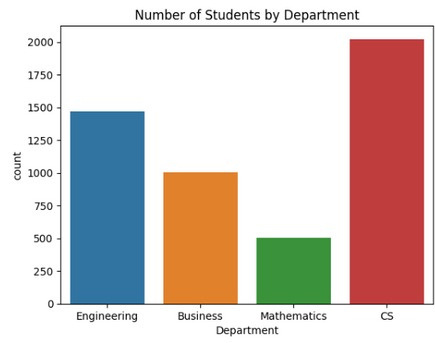 Number of Students by Department
2000
1750
1500
1250
1000
750
500
250
0
count
Engineering Business Mathematics CS
Department